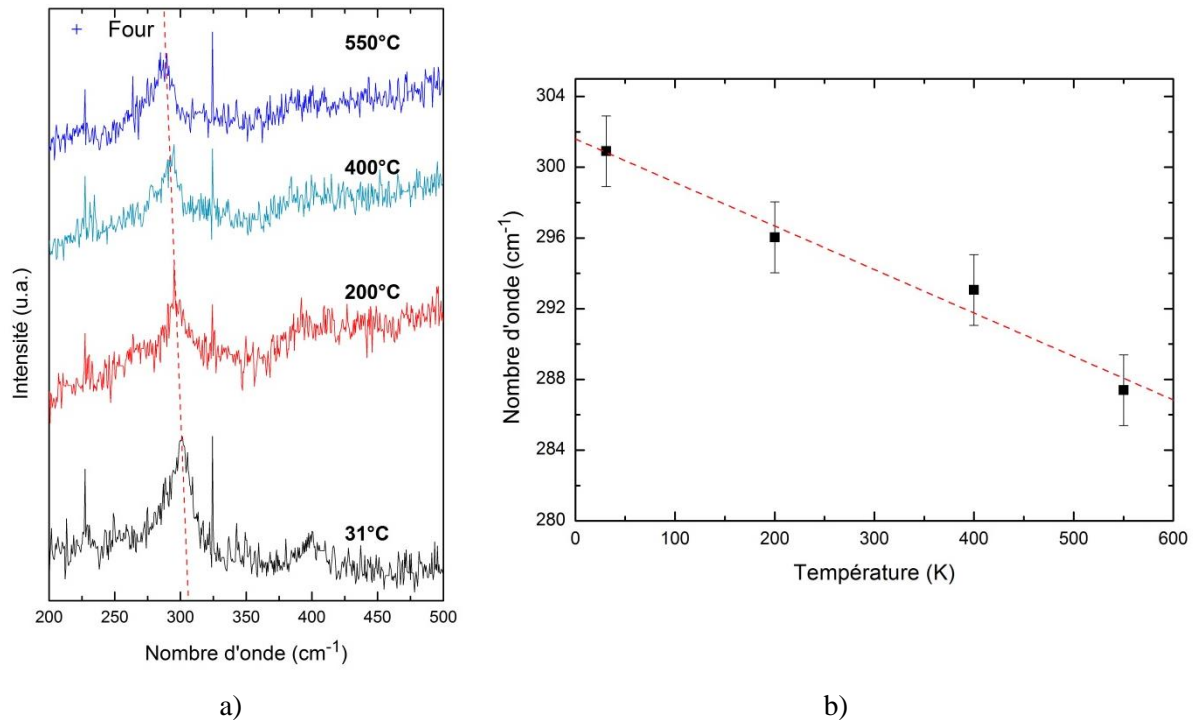 + Four
550°C
400°C
200°C
31°C
Intensité (u.a.)
200 250 300 350 400 450 500
Nombre d'onde (cm⁻¹)
a)
304
300
296
292
288
284
280
Nombre d'onde (cm⁻¹)
0 100 200 300 400 500 600
Température (K)
b)